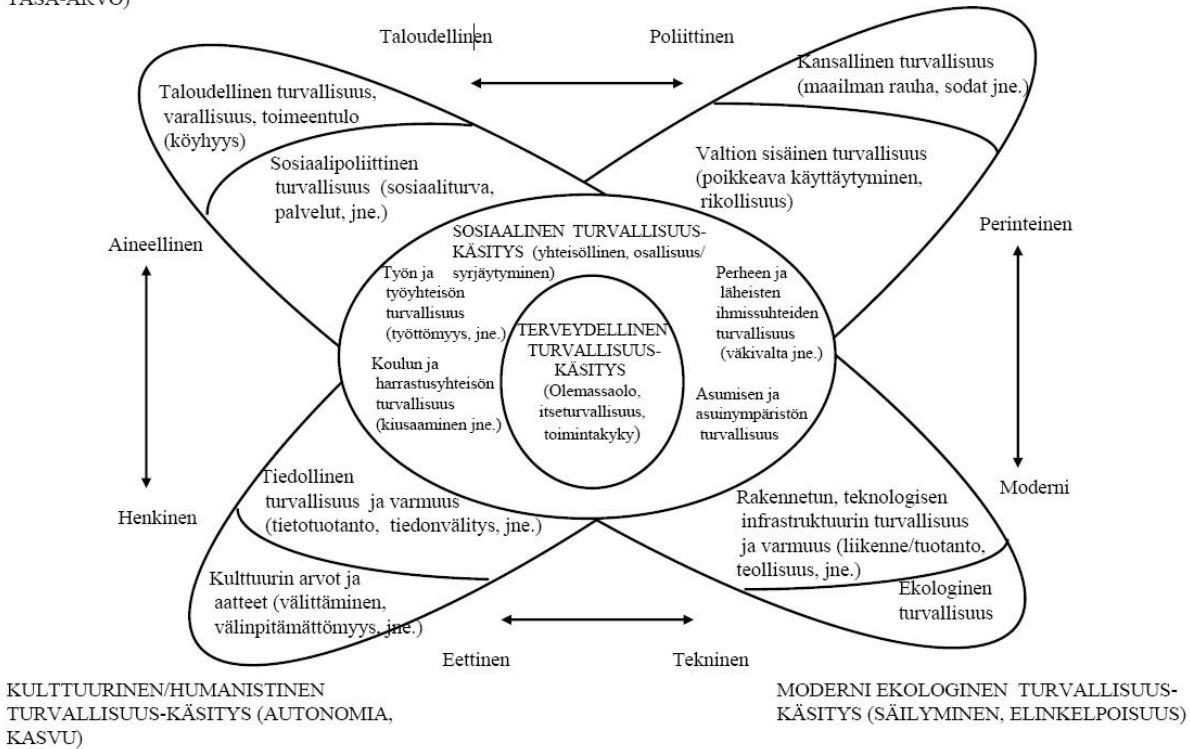 TASA-ARVO)
Taloudellinen
Poliittinen
Kansallinen turvallisuus
(maailman rauha, sodat jne.)
Taloudellinen turvallisuus,
varallisuus, toimeentulo
(köyhyys)
Sosiaalipoliittinen
turvallisuus (sosiaaliturva,
palvelut, jne.)
Valtion sisäinen turvallisuus
(poikkeava käyttäytyminen,
rikollisuus)
Aineellinen
Perinteinen
SOSIAALINEN TURVALLISUUS-
KÄSITYS (yhteisöllinen, osallisuus/
syrjäytyminen)
Työn ja
työyhteisön
turvallisuus
(työttömyys, jne.)
Perheen ja
läheisten
ihmissuhteiden
turvallisuus
(väkivalta jne.)
TERVEYDELLINEN
TURVALLISUUS-
KÄSITYS
(Olemassaolo,
itseturvallisuus,
toimintakyky)
Koulun ja
harrastusyhteisön
turvallisuus
(kiusaaminen jne.)
Asumisen ja
asuinympäristön
turvallisuus
Henkinen
Moderni
Tiedollinen
turvallisuus ja varmuus
(tietotuotanto, tiedonvälitys, jne.)
Rakennetun, teknologisen
infrastruktuurin turvallisuus
ja varmuus (liikenne/tuotanto,
teollisuus, jne.)
Kulttuurin arvot ja
aatteet (välittäminen,
välinpitämättömyys, jne.)
Ekologinen
turvallisuus
Eettinen
Tekninen
KULTTUURINEN/HUMANISTINEN
TURVALLISUUS-KÄSITYS (AUTONOMIA,
KASVU)
MODERNI EKOLOGINEN TURVALLISUUS-
KÄSITYS (SÄILYMINEN, ELINKELPOISUUS)